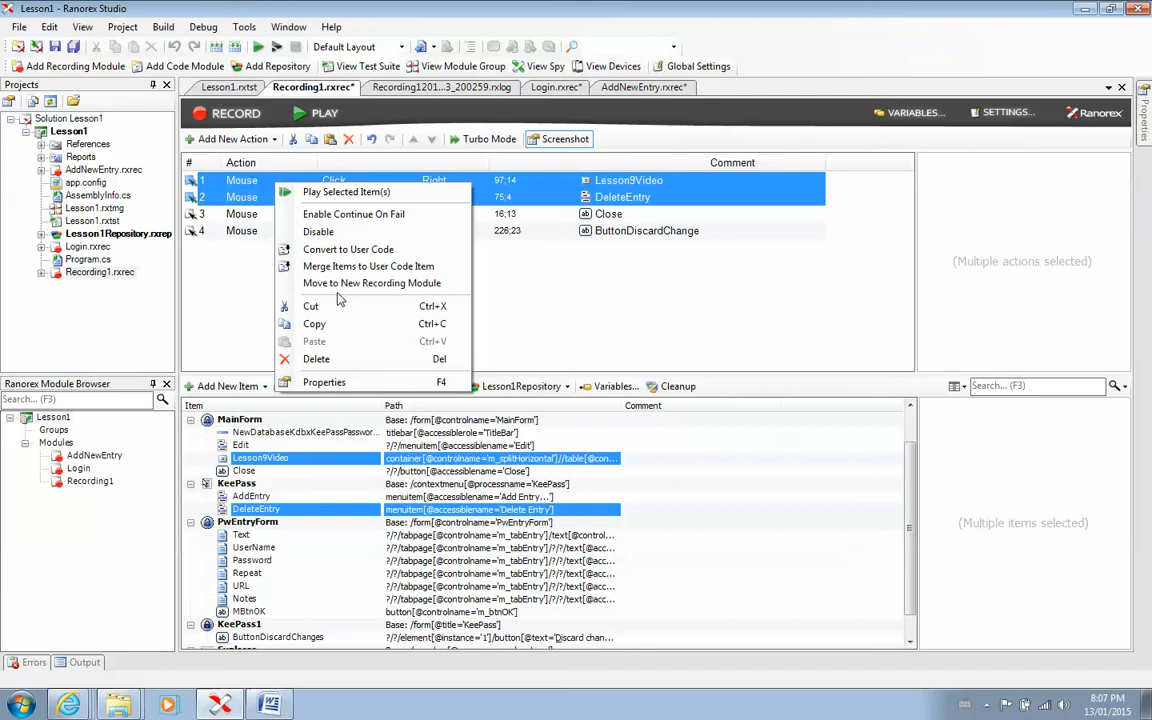 Lesson1 - Ranorex Studio
File Edit View Project Build Debug Tools Window Help
Default Layout
Add Recording Module Add Code Module Add Repository View Test Suite View Module Group View Spy View Devices Global Settings
Projects
Lesson1.rxtst Recording1.rxrec* Recording1201...3_200259.rxlog Login.rxrec* AddNewEntry.rxrec*
Properties
Solution Lesson1
Lesson1
References
Reports
AddNewEntry.rxrec
app.config
AssemblyInfo.cs
Lesson1.rxtmg
Lesson1.rxtst
Lesson1Repository.rxrep
Login.rxrec
Program.cs
Recording1.rxrec
RECORD PLAY VARIABLES... SETTINGS... Ranorex
Add New Action Turbo Mode Screenshot
# Action Comment
1 Mouse Click Right 97;14 Lesson9Video
2 Mouse 75;4 DeleteEntry
3 Mouse 16;13 Close
4 Mouse 226;23 ButtonDiscardChange
(Multiple actions selected)
Play Selected Item(s)
Enable Continue On Fail
Disable
Convert to User Code
Merge Items to User Code Item
Move to New Recording Module
Cut Ctrl+X
Copy Ctrl+C
Paste Ctrl+V
Delete Del
Properties F4
Ranorex Module Browser
Search... (F3)
Lesson1
Groups
Modules
AddNewEntry
Login
Recording1
Add New Item Lesson1Repository Variables... Cleanup Search... (F3)
Item Path Comment
MainForm Base: /form[@controlname='MainForm']
NewDatabaseKdbxKeePassPasswor... titlebar[@accessiblerole='TitleBar']
Edit ?/?/menuitem[@accessiblename='Edit']
Lesson9Video container[@controlname='m_splitHorizontal']//table[@con...
Close ?/?/button[@accessiblename='Close']
KeePass Base: /contextmenu[@processname='KeePass']
AddEntry menuitem[@accessiblename='Add Entry...']
DeleteEntry menuitem[@accessiblename='Delete Entry']
PwEntryForm Base: /form[@controlname='PwEntryForm']
Text ?/?/tabpage[@controlname='m_tabEntry']/text[@control...
UserName ?/?/tabpage[@controlname='m_tabEntry']/?/?/text[@acc...
Password ?/?/tabpage[@controlname='m_tabEntry']/?/?/text[@acc...
Repeat ?/?/tabpage[@controlname='m_tabEntry']/?/?/text[@acc...
URL ?/?/tabpage[@controlname='m_tabEntry']/?/?/text[@acc...
Notes ?/?/tabpage[@controlname='m_tabEntry']/?/?/text[@acc...
MBtnOK button[@controlname='m_btnOK']
KeePass1 Base: /form[@title='KeePass']
ButtonDiscardChanges ?/?/element[@instance='1']/button[@text='Discard chan...
(Multiple items selected)
Errors Output
8:07 PM
13/01/2015